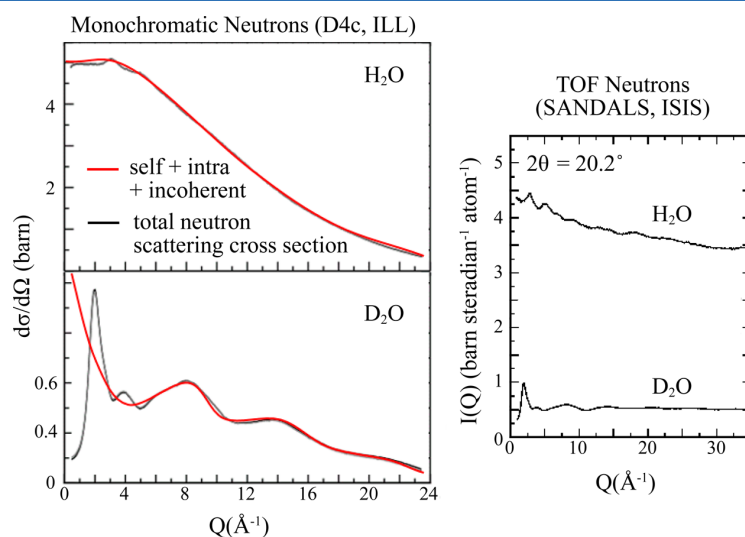 Monochromatic Neutrons (D4c, ILL)
H₂O
4
2
self + intra
+ incoherent
total neutron
scattering cross section
dσ/dΩ (barn)
D₂O
0.6
0.4
0
0 4 8 12 16 20 24
Q(Å⁻¹)
TOF Neutrons
(SANDALS, ISIS)
2θ = 20.2°
5
4
3
2
1
0
H₂O
D₂O
I(Q) (barn steradian⁻¹ atom⁻¹)
0 10 20 30
Q(Å⁻¹)